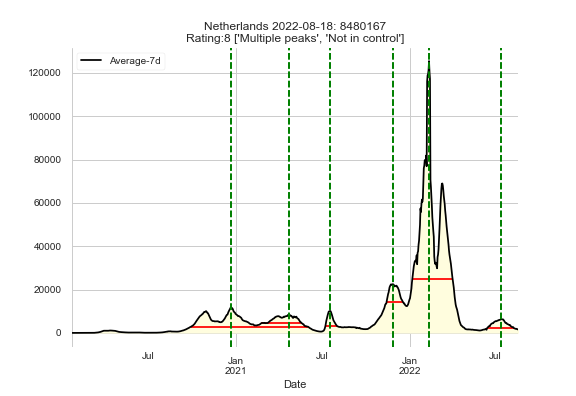 Netherlands 2022-08-18: 8480167
Rating:8 ['Multiple peaks', 'Not in control']
Average-7d
120000
100000
80000
60000
40000
20000
0
Jul
Jan
2021
Jul
Jan
2022
Jul
Date